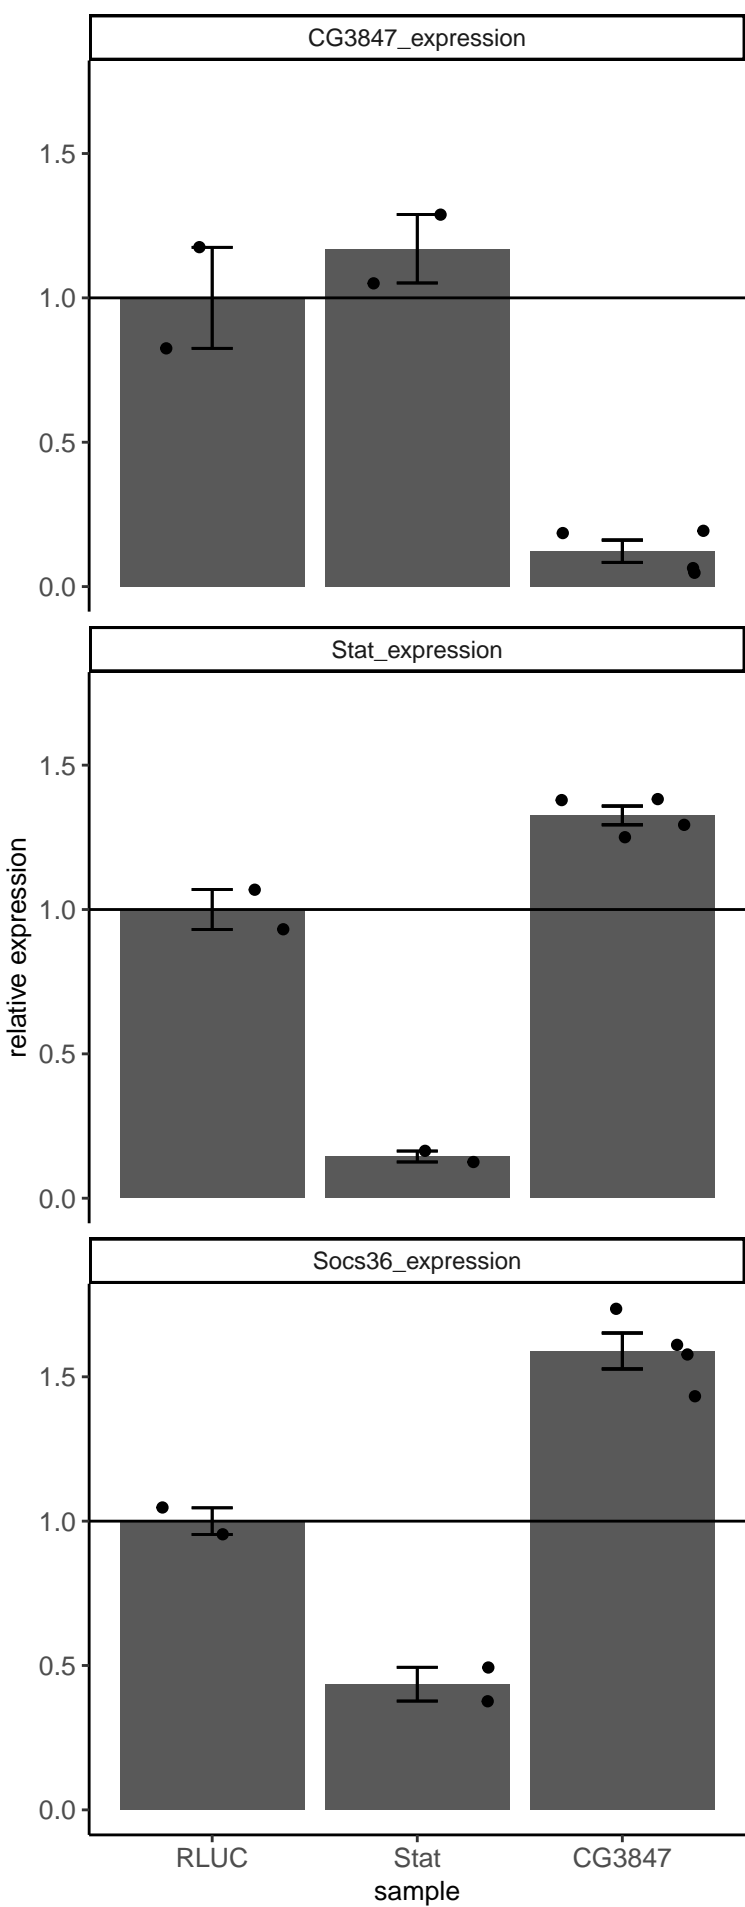 CG3847_expression
1.5
1.0
0.5
0.0
Stat_expression
1.5
1.0
0.5
0.0
relative expression
Socs36_expression
1.5
1.0
0.5
0.0
RLUC Stat CG3847
sample